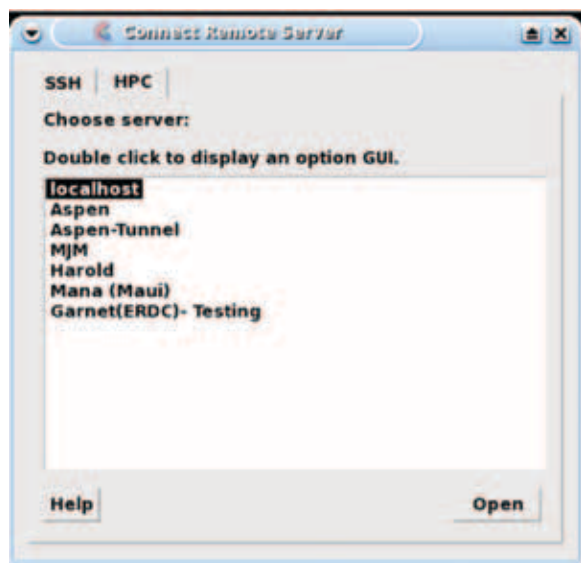 Connect Remote Server
SSH HPC
Choose server:
Double click to display an option GUI.
localhost
Aspen
Aspen-Tunnel
MJM
Harold
Mana (Maui)
Garnet(ERDC)- Testing
Help Open